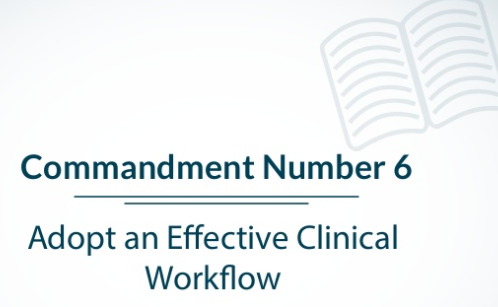 Commandment Number 6
Adopt an Effective Clinical
Workflow